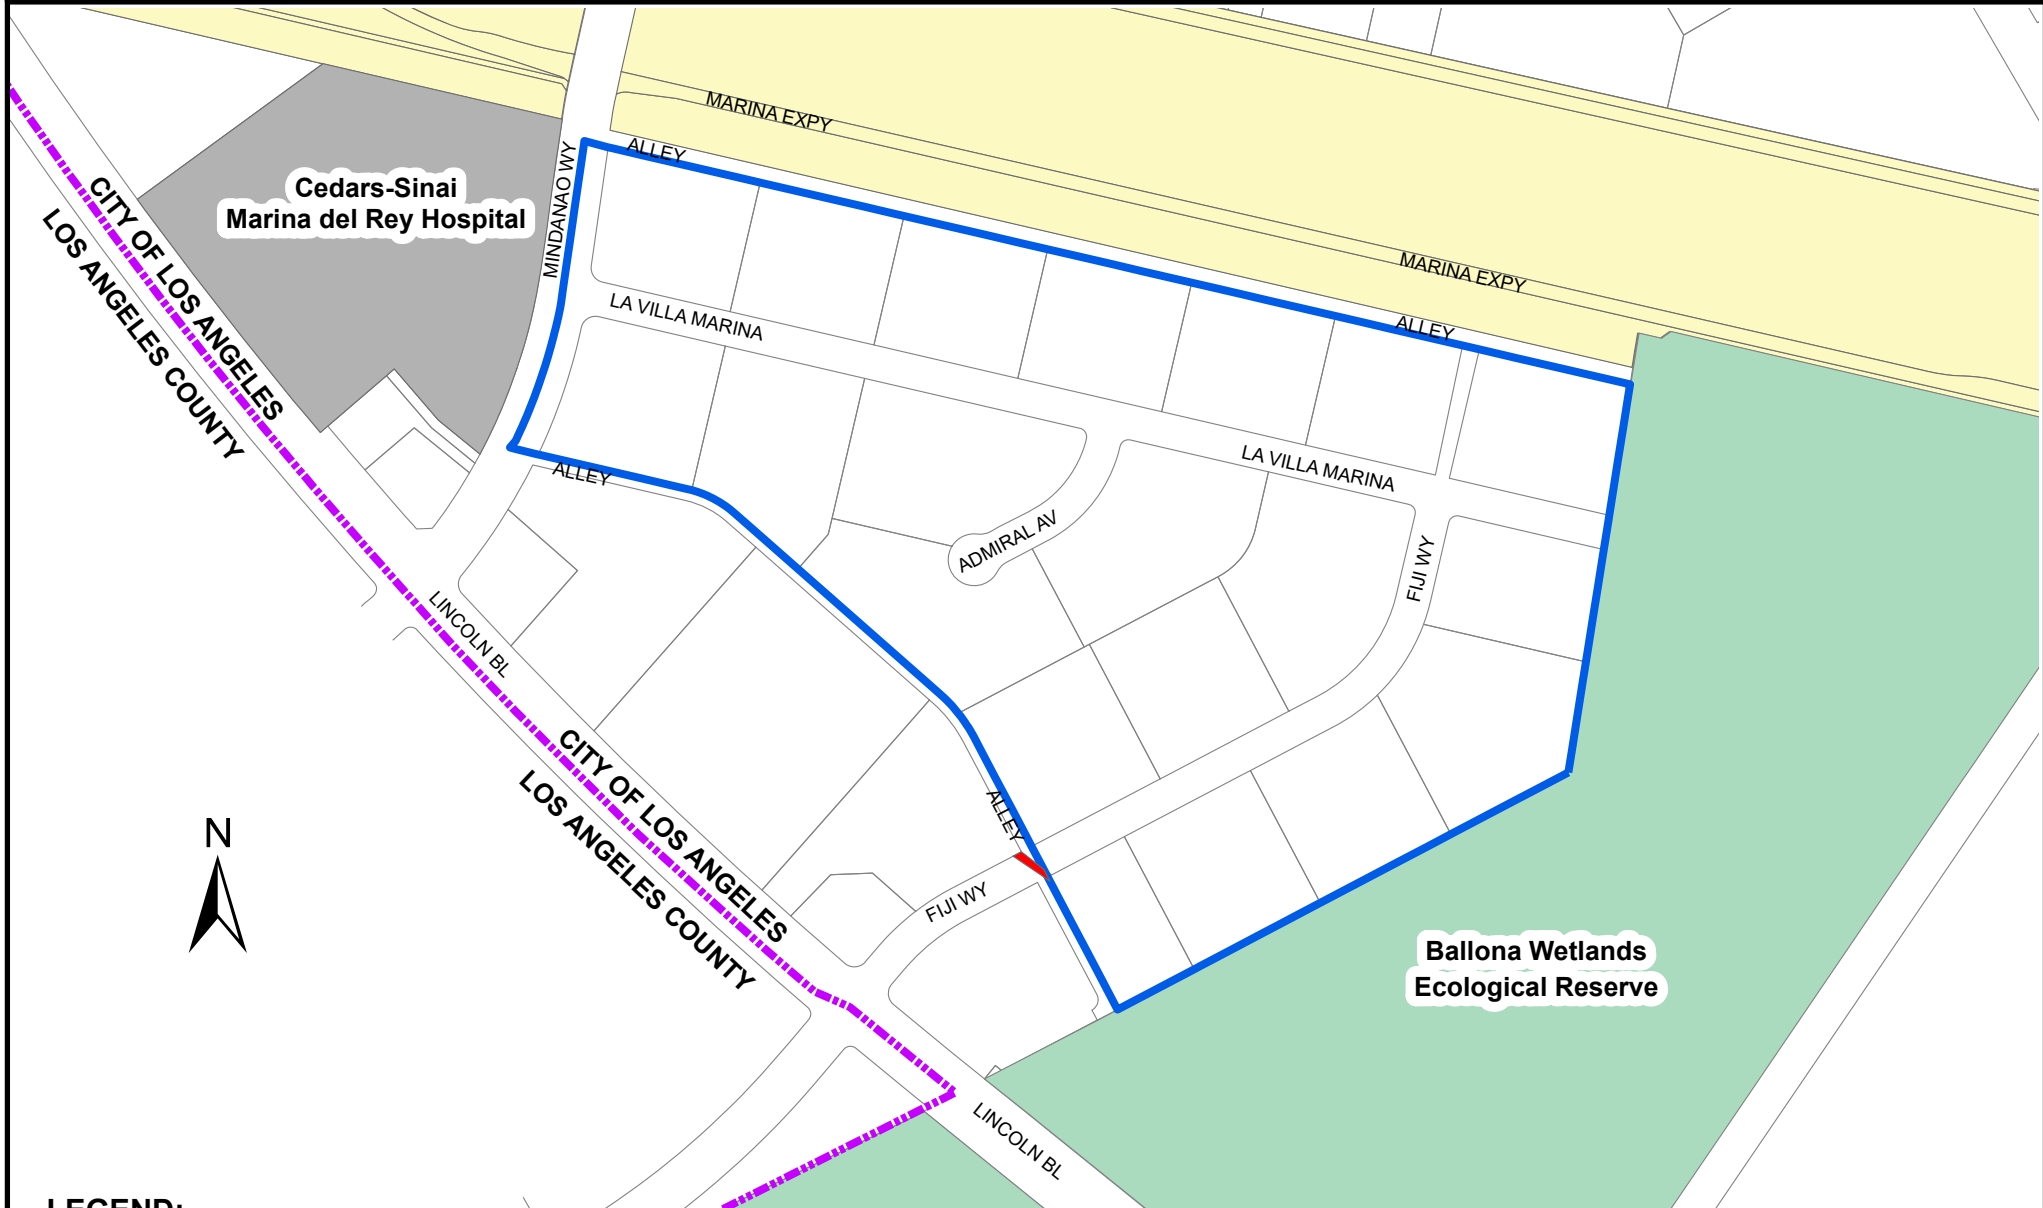 MARINA EXPY
ALLEY
Cedars-Sinai
Marina del Rey Hospital
MINDANAO WY
CITY OF LOS ANGELES
LOS ANGELES COUNTY
MARINA EXPY
LA VILLA MARINA
ALLEY
LA VILLA MARINA
ALLEY
ADMIRAL AV
FIJI WY
LINCOLN BL
CITY OF LOS ANGELES
LOS ANGELES COUNTY
ALLEY
N
FIJI WY
Ballona Wetlands
Ecological Reserve
LINCOLN BL
LEGEND: